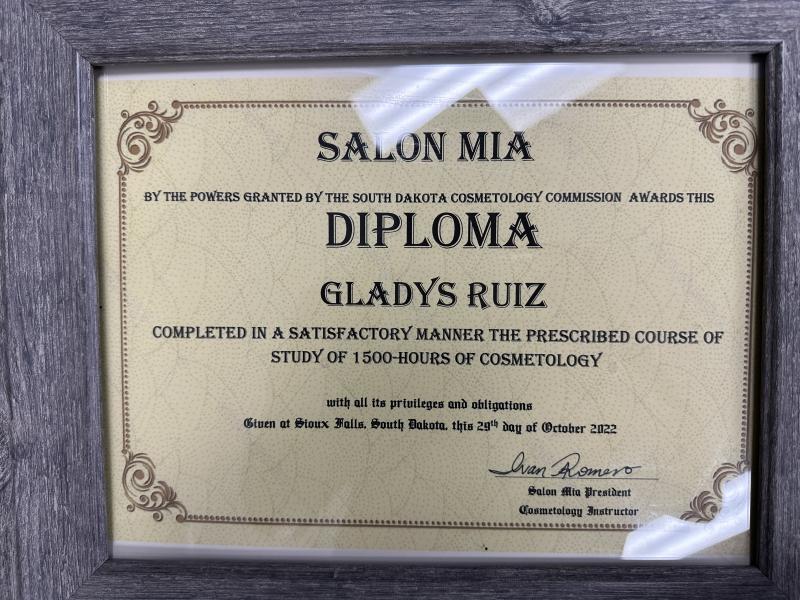 SALON MIA
BY THE POWERS GRANTED BY THE SOUTH DAKOTA COSMETOLOGY COMMISSION AWARDS THIS
DIPLOMA
GLADYS RUIZ
COMPLETED IN A SATISFACTORY MANNER THE PRESCRIBED COURSE OF
STUDY OF 1500-HOURS OF COSMETOLOGY
with all its privileges and obligations
Given at Sioux Falls, South Dakota, this 29th day of October 2022
Ivan Romero
Salon Mia President
Cosmetology Instructor